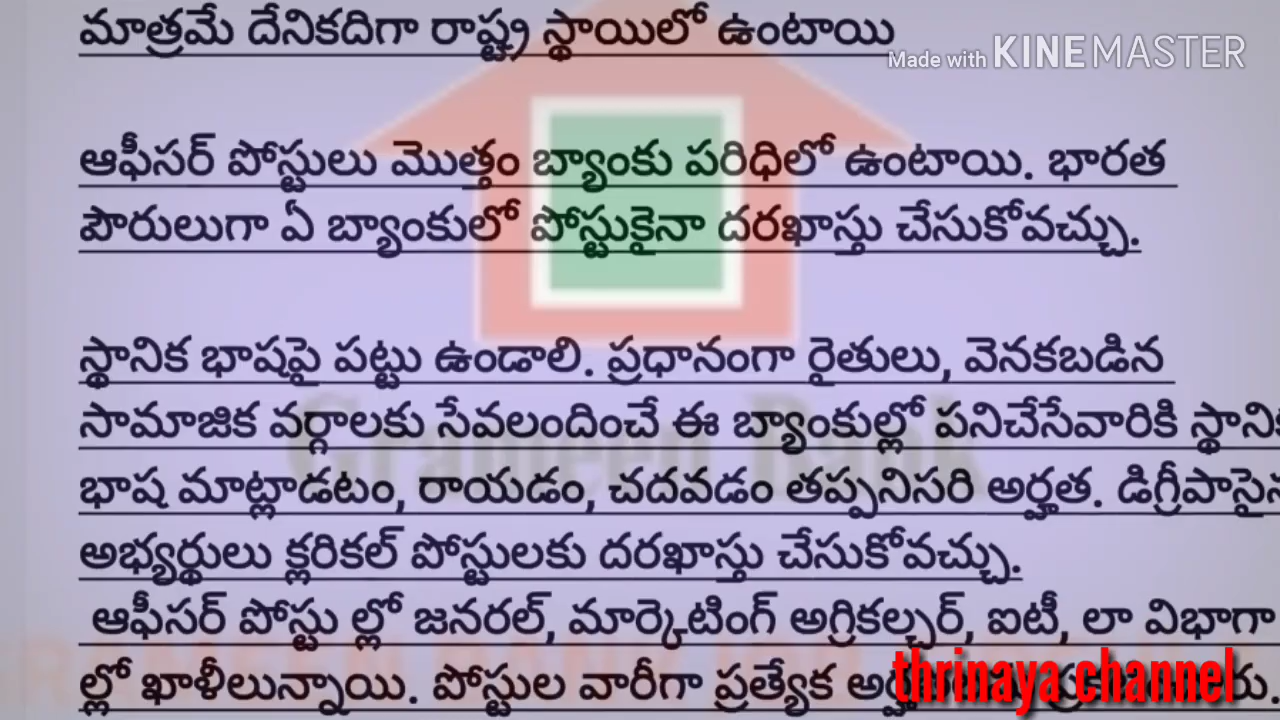 మాత్రమే దేనికదిగా రాష్ట్ర స్థాయిలో ఉంటాయి
Made with KINEMASTER
ఆఫీసర్ పోస్టులు మొత్తం బ్యాంకు పరిధిలో ఉంటాయి. భారత
పౌరులుగా ఏ బ్యాంకులో పోస్టుకైనా దరఖాస్తు చేసుకోవచ్చు.
స్థానిక భాషపై పట్టు ఉండాలి. ప్రధానంగా రైతులు, వెనకబడిన
సామాజిక వర్గాలకు సేవలందించే ఈ బ్యాంకుల్లో పనిచేసేవారికి
భాష మాట్లాడటం, రాయడం, చదవడం తప్పనిసరి అర్హత.
అభ్యర్థులు క్లరికల్ పోస్టులకు దరఖాస్తు చేసుకోవచ్చు.
ఆఫీసర్ పోస్టు ల్లో జనరల్, మార్కెటింగ్ అగ్రికల్చర్, ఐటీ, లా విభాగా
ల్లో ఖాళీలున్నాయి. పోస్టుల వారీగా ప్రత్యేక
thrinaya channel
Grameen Bank